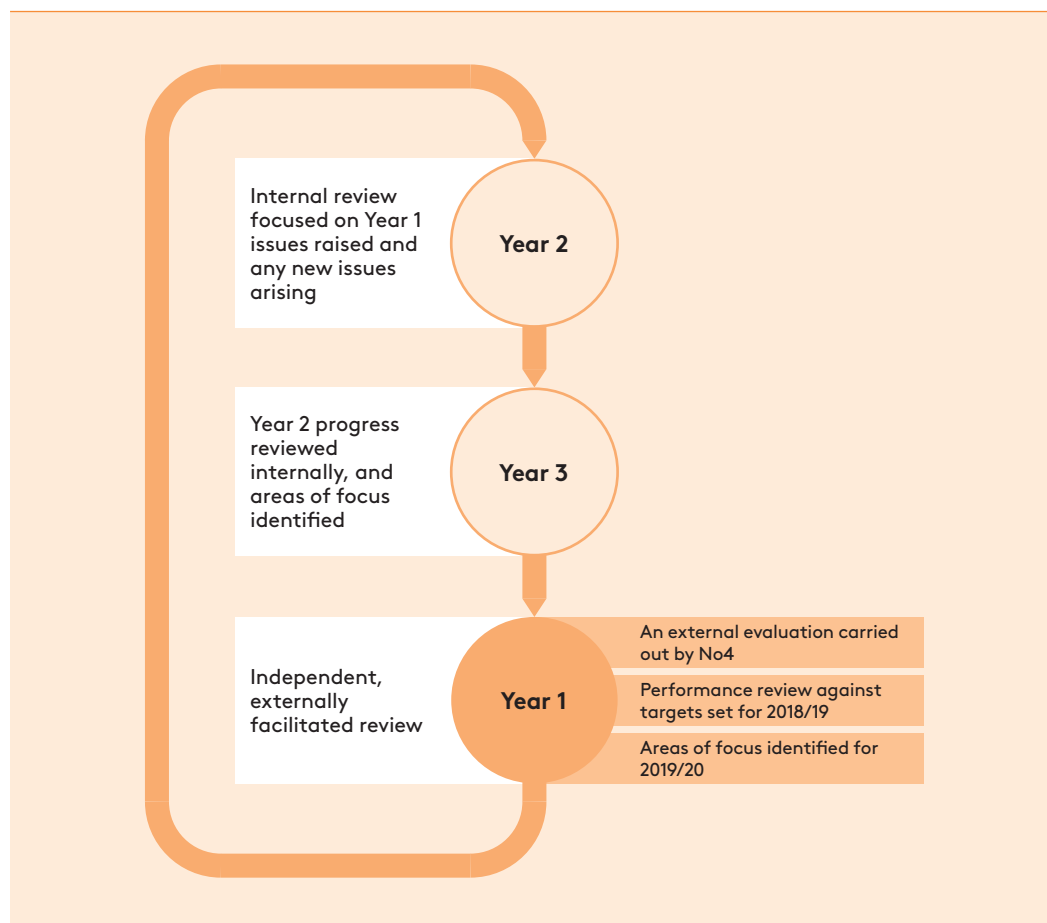 Internal review
focused on Year 1
issues raised and
any new issues
arising
Year 2
Year 2 progress
reviewed
internally, and
areas of focus
identified
Year 3
Independent,
externally
facilitated review
Year 1
An external evaluation carried
out by No4
Performance review against
targets set for 2018/19
Areas of focus identified for
2019/20